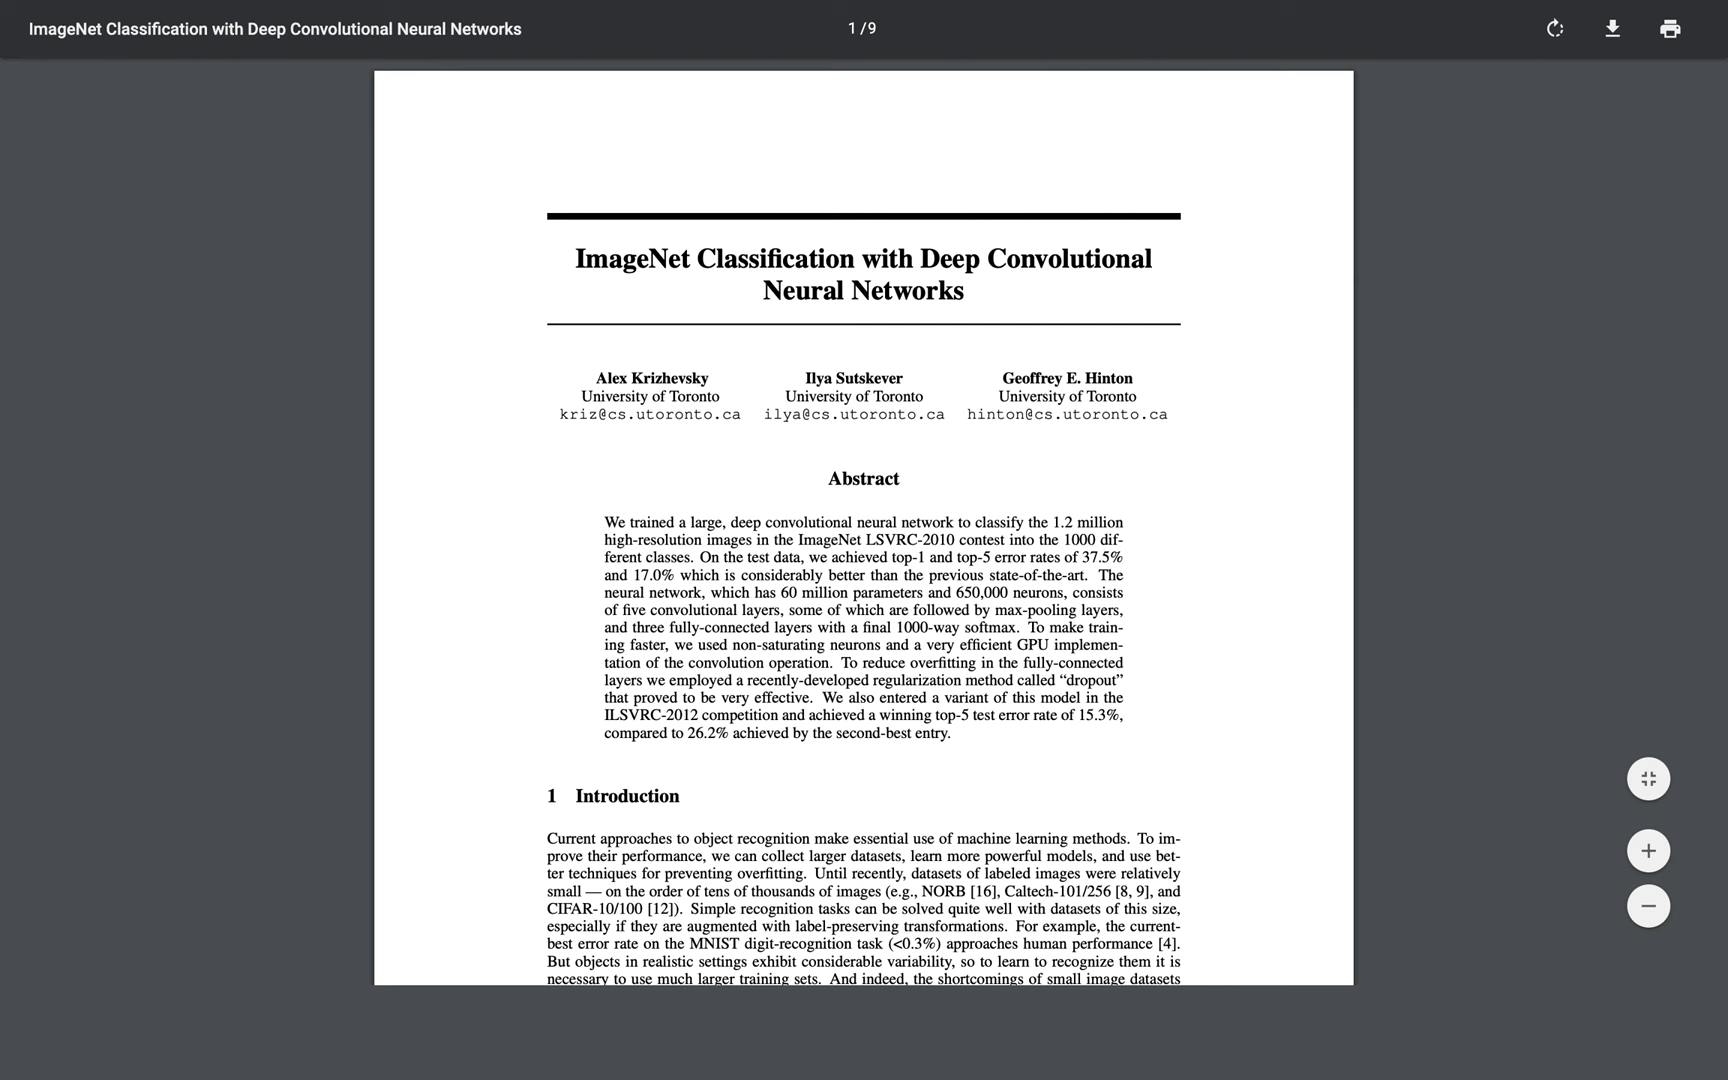 ImageNet Classification with Deep Convolutional Neural Networks
1 / 9
ImageNet Classification with Deep Convolutional
Neural Networks
Alex Krizhevsky
University of Toronto
kriz@cs.utoronto.ca
Ilya Sutskever
University of Toronto
ilya@cs.utoronto.ca
Geoffrey E. Hinton
University of Toronto
hinton@cs.utoronto.ca
Abstract
We trained a large, deep convolutional neural network to classify the 1.2 million
high-resolution images in the ImageNet LSVRC-2010 contest into the 1000 dif-
ferent classes. On the test data, we achieved top-1 and top-5 error rates of 37.5%
and 17.0% which is considerably better than the previous state-of-the-art. The
neural network, which has 60 million parameters and 650,000 neurons, consists
of five convolutional layers, some of which are followed by max-pooling layers,
and three fully-connected layers with a final 1000-way softmax. To make train-
ing faster, we used non-saturating neurons and a very efficient GPU implemen-
tation of the convolution operation. To reduce overfitting in the fully-connected
layers we employed a recently-developed regularization method called “dropout”
that proved to be very effective. We also entered a variant of this model in the
ILSVRC-2012 competition and achieved a winning top-5 test error rate of 15.3%,
compared to 26.2% achieved by the second-best entry.
1 Introduction
Current approaches to object recognition make essential use of machine learning methods. To im-
prove their performance, we can collect larger datasets, learn more powerful models, and use bet-
ter techniques for preventing overfitting. Until recently, datasets of labeled images were relatively
small — on the order of tens of thousands of images (e.g., NORB [16], Caltech-101/256 [8, 9], and
CIFAR-10/100 [12]). Simple recognition tasks can be solved quite well with datasets of this size,
especially if they are augmented with label-preserving transformations. For example, the current-
best error rate on the MNIST digit-recognition task (<0.3%) approaches human performance [4].
But objects in realistic settings exhibit considerable variability, so to learn to recognize them it is
necessary to use much larger training sets. And indeed, the shortcomings of small image datasets